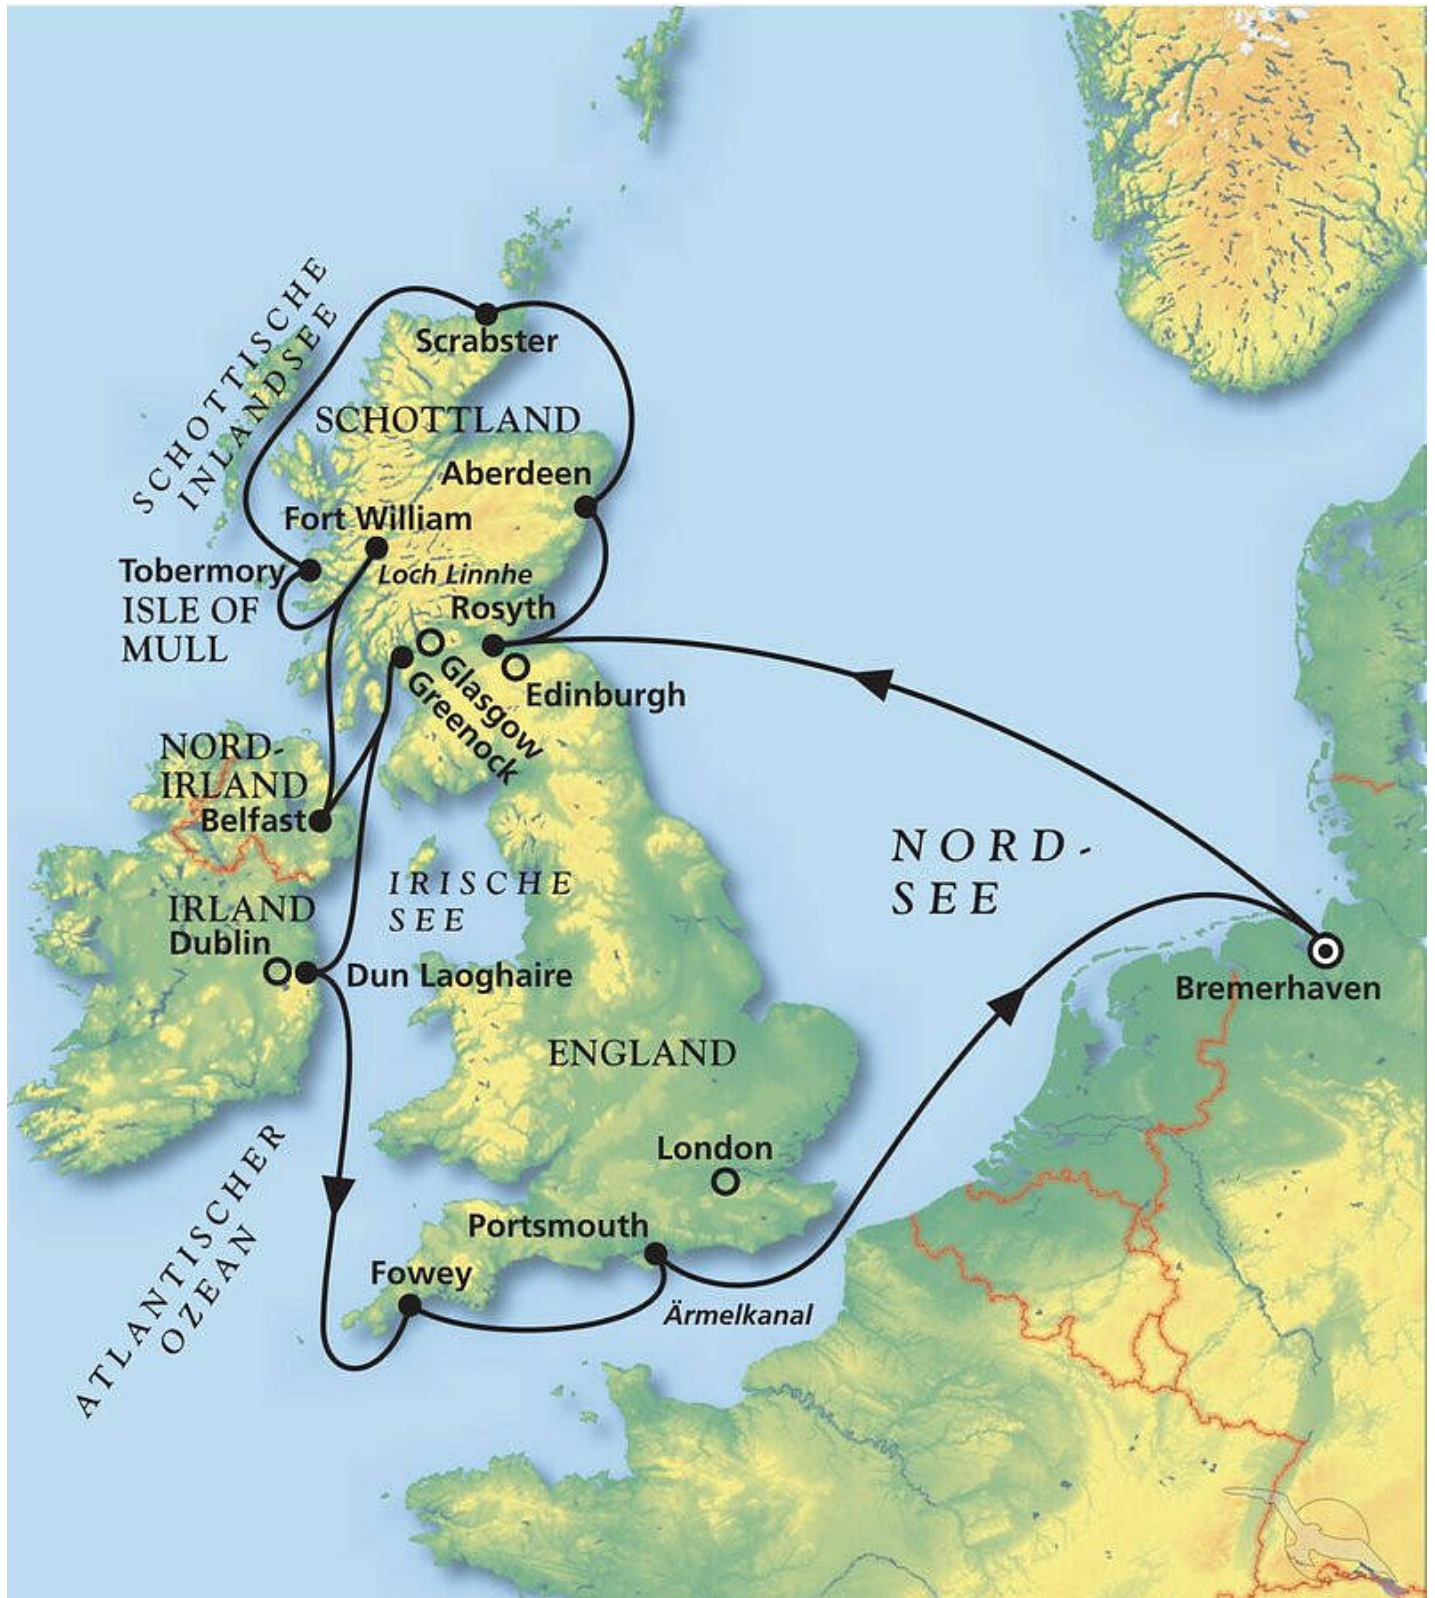 SCHOTTISCHE
INLANDSEE
Scrabster
SCHOTTLAND
Aberdeen
Fort William
Tobermory
Loch Linnhe
ISLE OF
MULL
Rosyth
Glasgow
Greenock
Edinburgh
NORD-
IRLAND
Belfast
NORD-
SEE
IRISCHE
SEE
IRLAND
Dublin
Dun Laoghaire
Bremerhaven
ENGLAND
London
ATLANTISCHER
OZEAN
Portsmouth
Fowey
Ärmelkanal